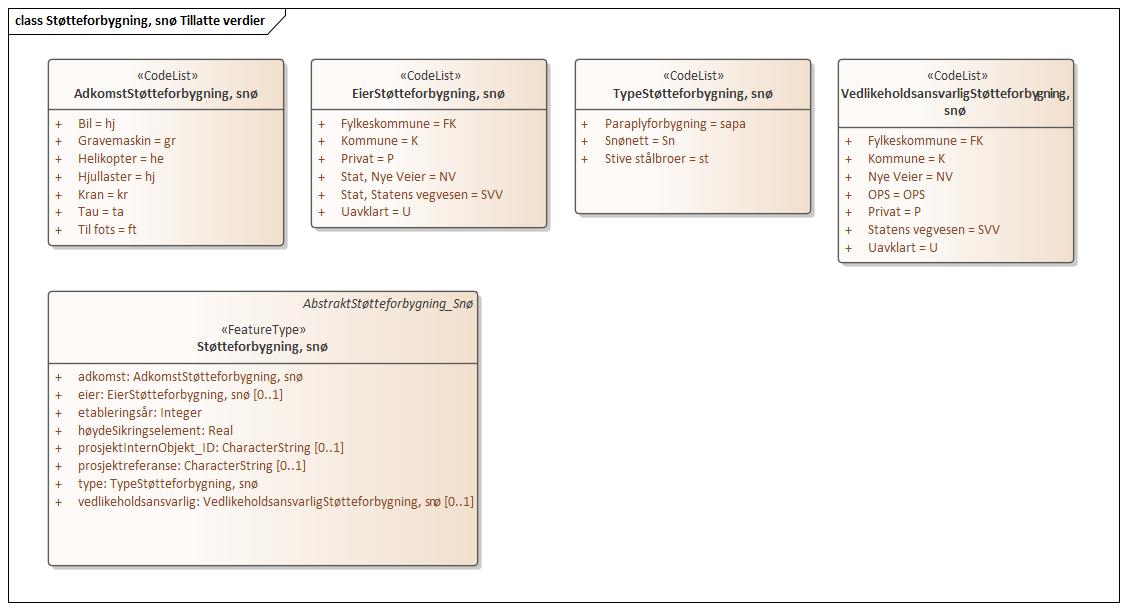 class Støtteforbygning, snø Tillatte verdier
«CodeList»
AdkomstStøtteforbygning, snø
+ Bil = hj
+ Gravemaskin = gr
+ Helikopter = he
+ Hjullaster = hj
+ Kran = kr
+ Tau = ta
+ Til fots = ft
«CodeList»
EierStøtteforbygning, snø
+ Fylkeskommune = FK
+ Kommune = K
+ Privat = P
+ Stat, Nye Veier = NV
+ Stat, Statens vegvesen = SVV
+ Uavklart = U
«CodeList»
TypeStøtteforbygning, snø
+ Paraplyforbygning = sapa
+ Snønett = Sn
+ Stive stålbroer = st
«CodeList»
VedlikeholdsansvarligStøtteforbygning,
snø
+ Fylkeskommune = FK
+ Kommune = K
+ Nye Veier = NV
+ OPS = OPS
+ Privat = P
+ Statens vegvesen = SVV
+ Uavklart = U
AbstraktStøtteforbygning_Snø
«FeatureType»
Støtteforbygning, snø
+ adkomst: AdkomstStøtteforbygning, snø
+ eier: EierStøtteforbygning, snø [0..1]
+ etableringsår: Integer
+ høydeSikringselement: Real
+ prosjektInternObjekt_ID: CharacterString [0..1]
+ prosjektreferanse: CharacterString [0..1]
+ type: TypeStøtteforbygning, snø
+ vedlikeholdsansvarlig: VedlikeholdsansvarligStøtteforbygning, snø [0..1]